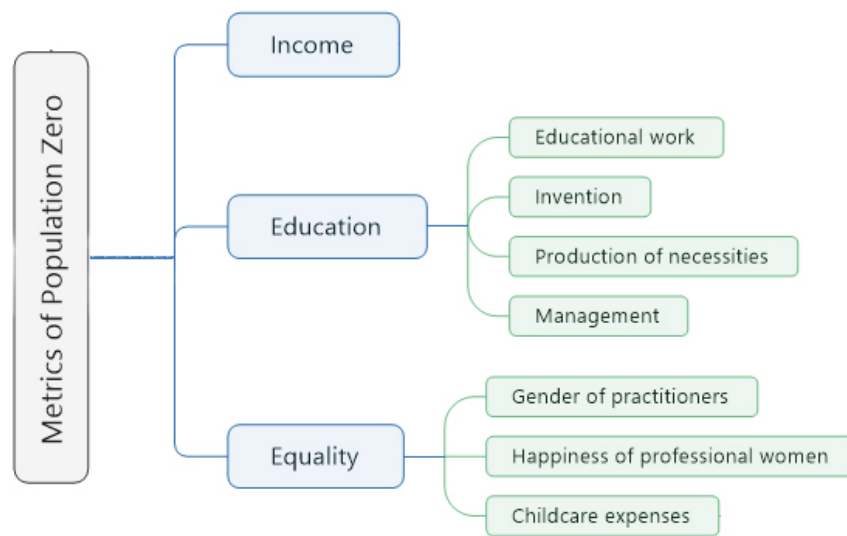 Metrics of Population Zero
Income
Education
Educational work
Invention
Production of necessities
Management
Equality
Gender of practitioners
Happiness of professional women
Childcare expenses